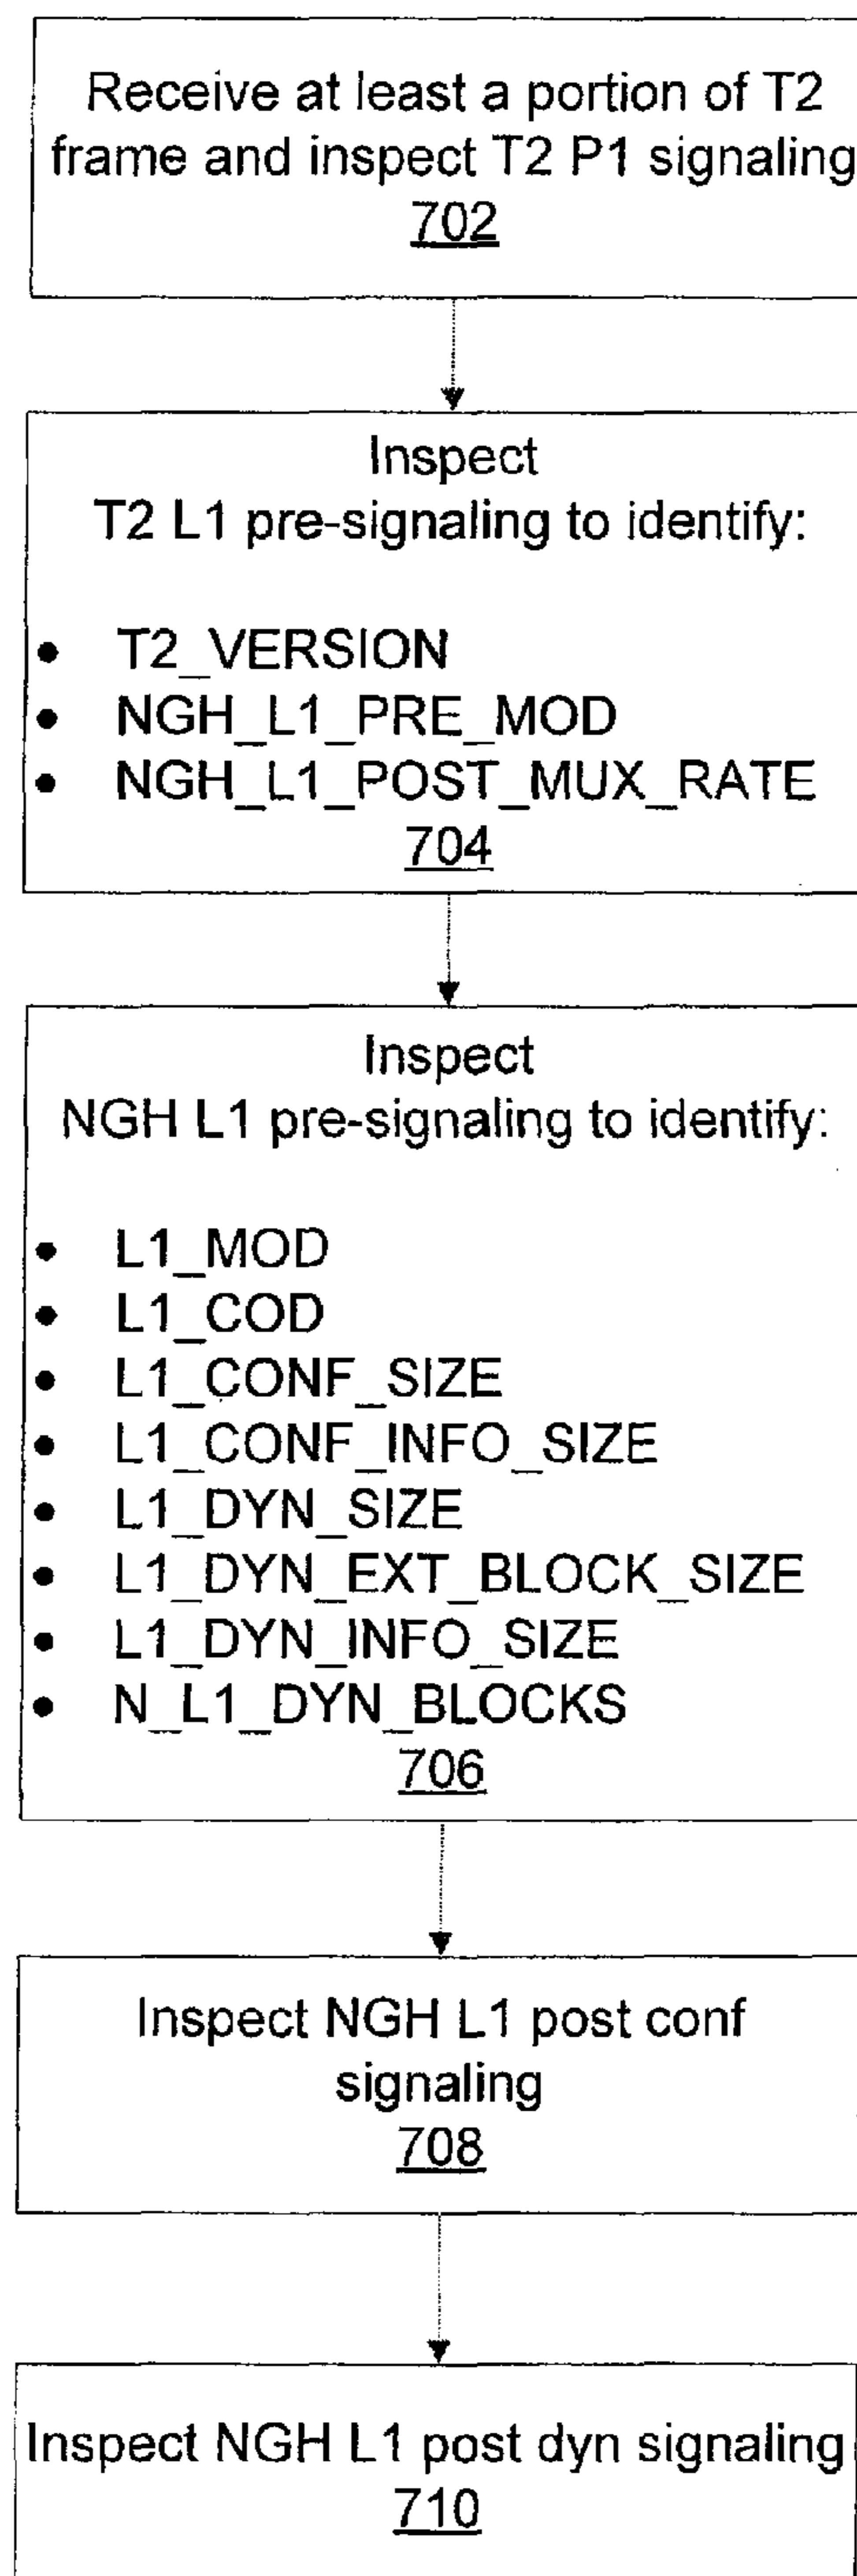 Receive at least a portion of T2
frame and inspect T2 P1 signaling
702
Inspect
T2 L1 pre-signaling to identify:
• T2_VERSION
• NGH_L1_PRE_MOD
• NGH_L1_POST_MUX_RATE
704
Inspect
NGH L1 pre-signaling to identify:
• L1_MOD
• L1_COD
• L1_CONF_SIZE
• L1_CONF_INFO_SIZE
• L1_DYN_SIZE
• L1_DYN_EXT_BLOCK_SIZE
• L1_DYN_INFO_SIZE
• N_L1_DYN_BLOCKS
706
Inspect NGH L1 post conf
signaling
708
Inspect NGH L1 post dyn signaling
710